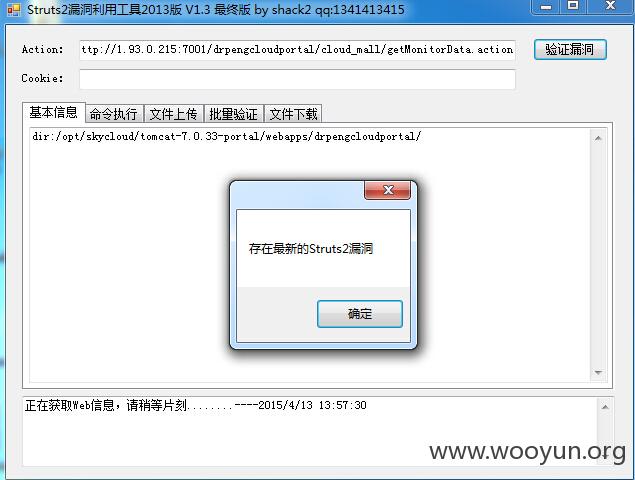 Struts2漏洞利用工具2013版 V1.3 最终版 by shack2 qq:1341413415
Action: ttp://1.93.0.215:7001/drpengcloudportal/cloud_mall/getMonitorData.action 验证漏洞
Cookie:
基本信息 命令执行 文件上传 批量验证 文件下载
dir:/opt/skycloud/tomcat-7.0.33-portal/webapps/drpengcloudportal/
存在最新的Struts2漏洞
确定
正在获取Web信息,请稍等片刻........----2015/4/13 13:57:30
www.wooyun.org